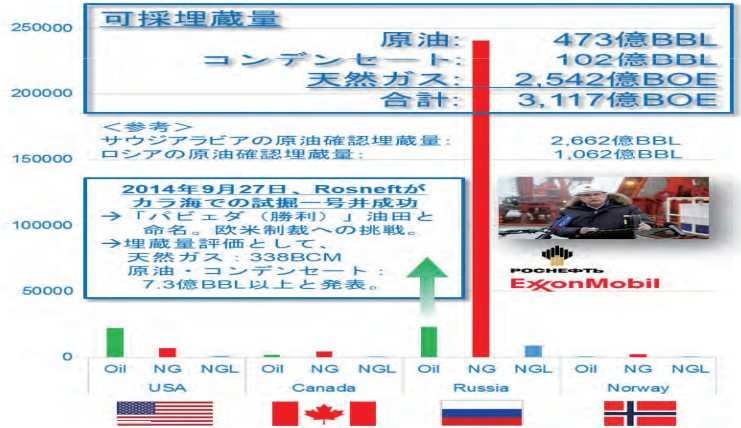 可採埋蔵量
原油: 473億BBL
コンデンセート: 102億BBL
天然ガス: 2,542億BOE
合計: 3,117億BOE
＜参考＞
サウジアラビアの原油確認埋蔵量: 2,662億BBL
ロシアの原油確認埋蔵量: 1,062億BBL
2014年9月27日、Rosneftが
カラ海での試掘一号井成功
→「パビェダ（勝利）」油田と
命名。欧米制裁への挑戦。
→埋蔵量評価として、
天然ガス：338BCM
原油・コンデンセート：
7.3億BBL以上と発表。
РОСНЕФТЬ
ExxonMobil
250000
200000
150000
100000
50000
0
Oil NG NGL Oil NG NGL Oil NG NGL Oil NG NGL
USA Canada Russia Norway